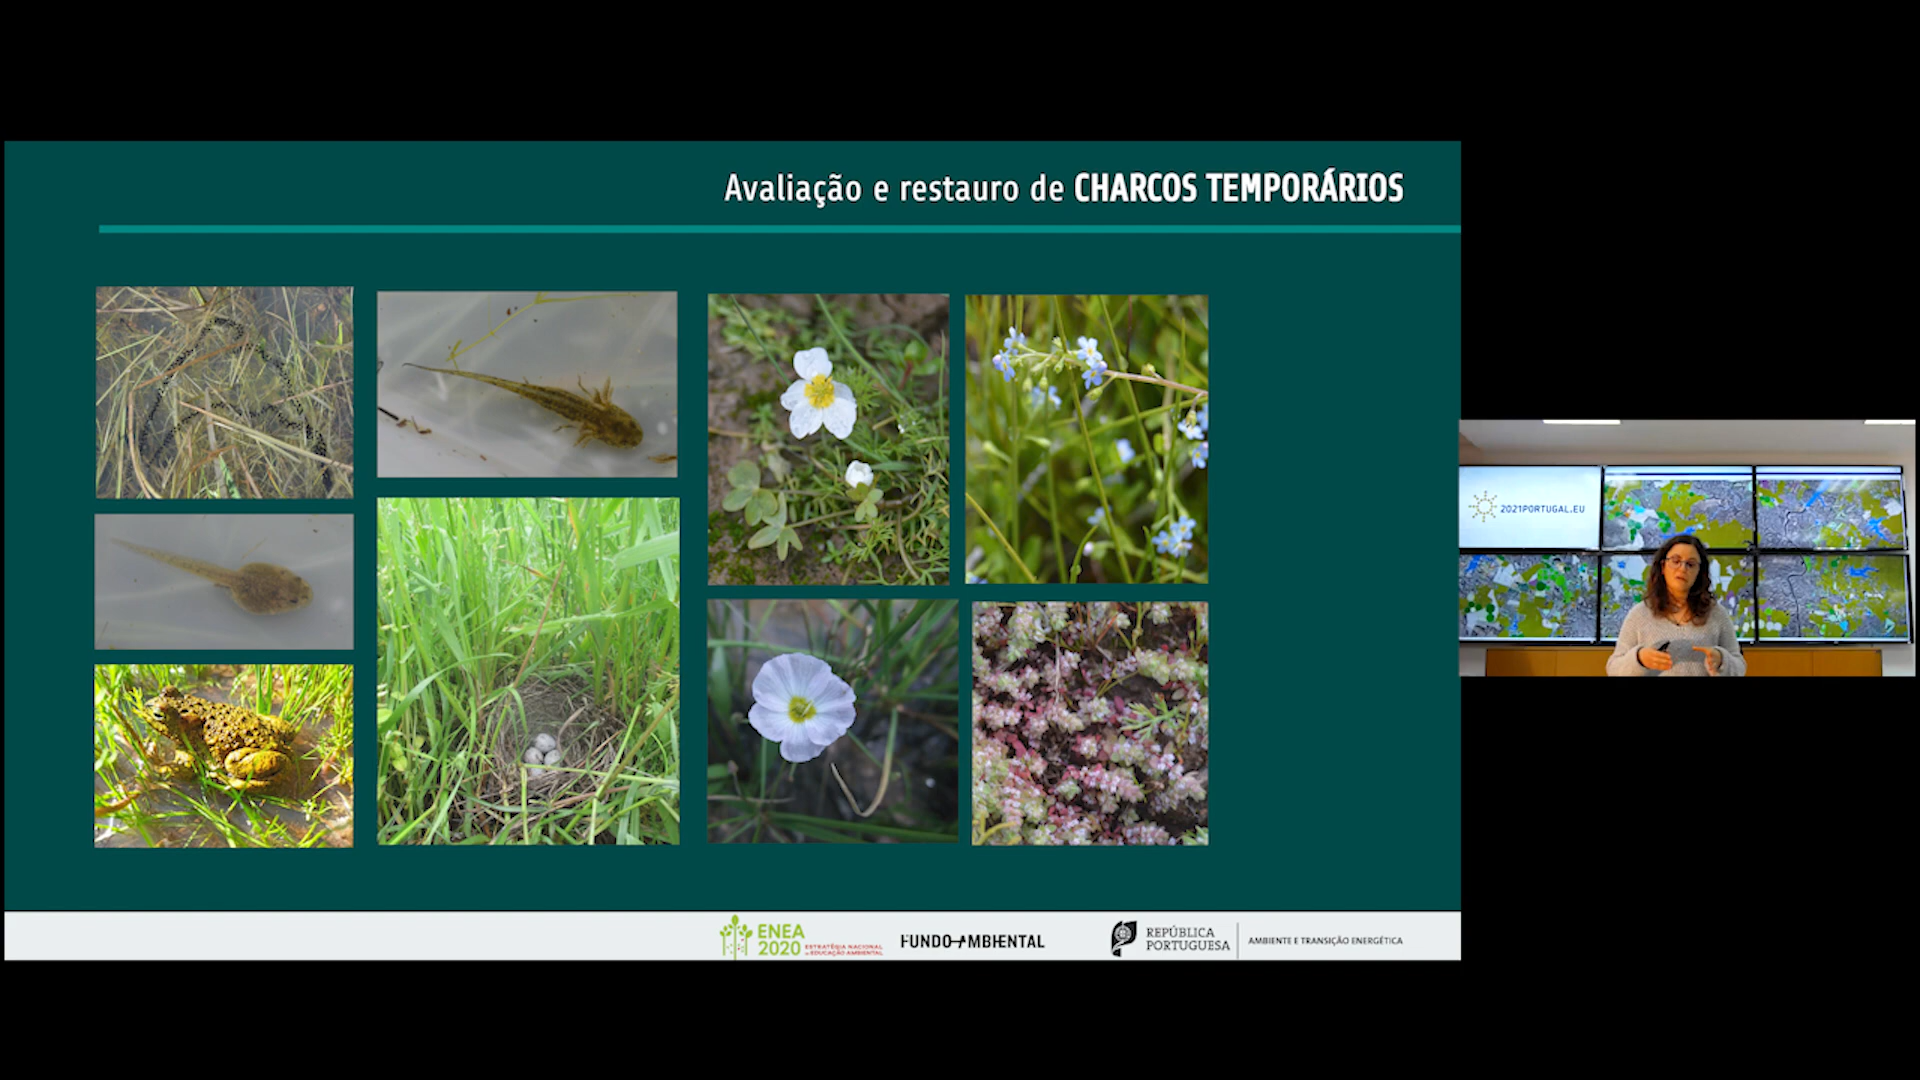 Avaliação e restauro de CHARCOS TEMPORÁRIOS
2021PORTUGAL.EU
ENEA
2020
ESTRATÉGIA NACIONAL
DE EDUCAÇÃO AMBIENTAL
FUNDO AMBIENTAL
REPÚBLICA
PORTUGUESA
AMBIENTE E TRANSIÇÃO ENERGÉTICA